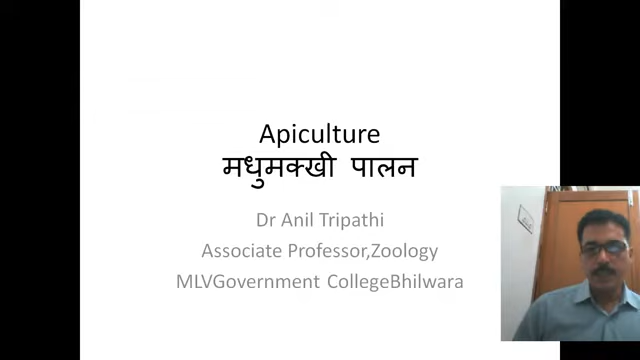 Apiculture
मधुमक्खी पालन
Dr Anil Tripathi
Associate Professor,Zoology
MLVGovernment CollegeBhilwara